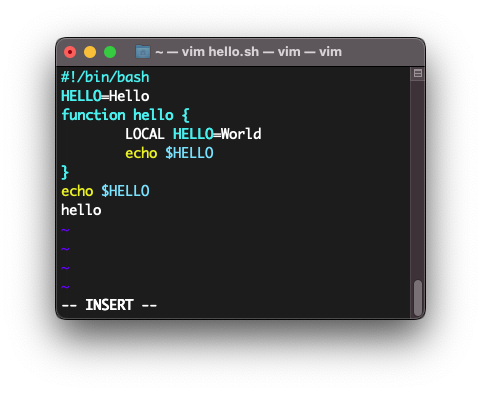 ~ — vim hello.sh — vim — vim
#!/bin/bash
HELLO=Hello
function hello {
        LOCAL HELLO=World
        echo $HELLO
}
echo $HELLO
hello
~
~
~
~
-- INSERT --